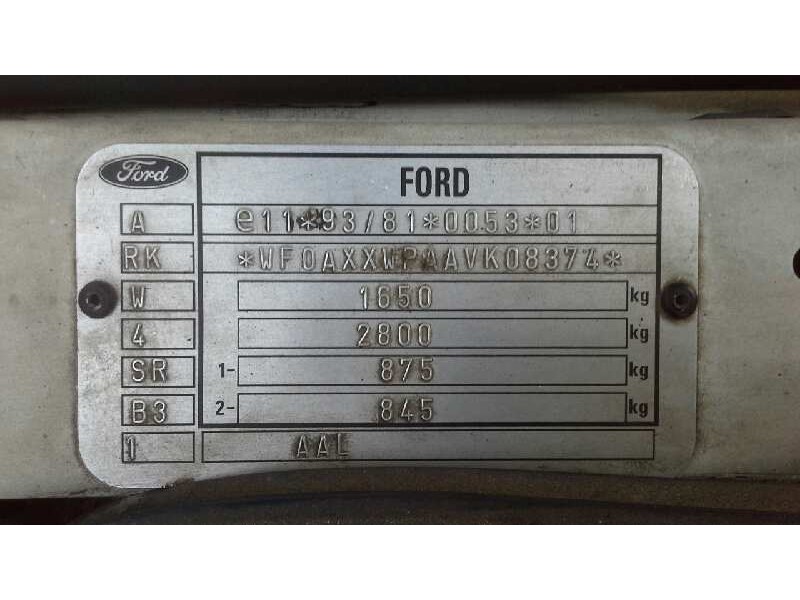 Ford FORD
A e11*93/81*0053*01
RK *WF0AXXWPAAVK08374*
W 1650 kg
4 2800 kg
SR 1- 875 kg
B3 2- 845 kg
1 AAL